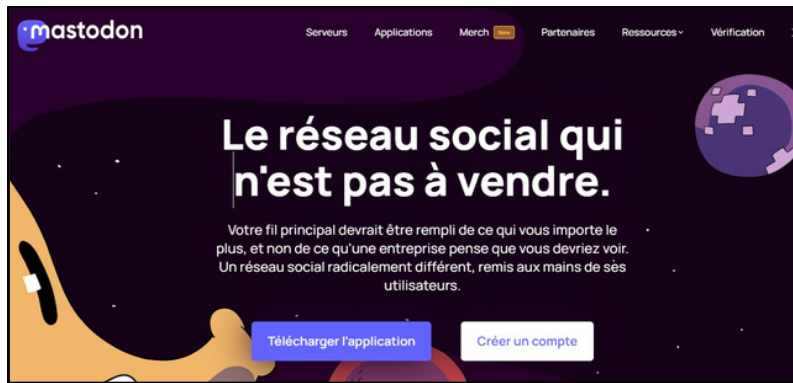 mastodon
Serveurs Applications Merch New Partenaires Ressources Vérification
Le réseau social qui
n'est pas à vendre.
Votre fil principal devrait être rempli de ce qui vous importe le
plus, et non de ce qu'une entreprise pense que vous devriez voir.
Un réseau social radicalement différent, remis aux mains de ses
utilisateurs.
Télécharger l'application Créer un compte